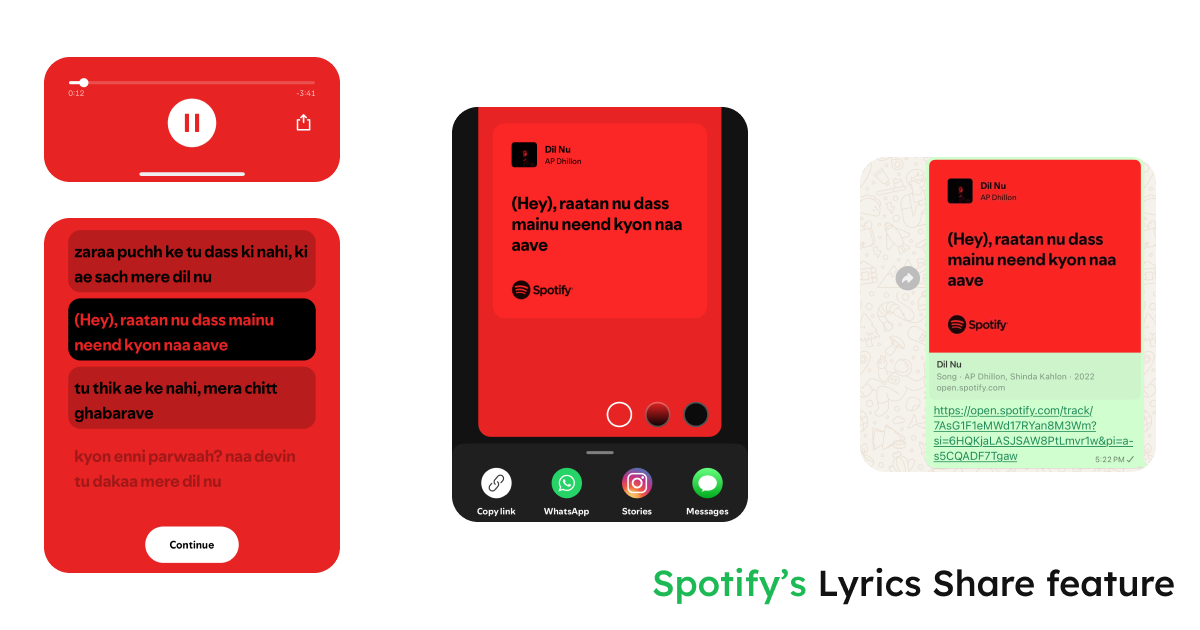 0:12
-3:41
zaraa puchh ke tu dass ki nahi, ki
ae sach mere dil nu
(Hey), raatan nu dass mainu
neend kyon naa aave
tu thik ae ke nahi, mera chitt
ghabarave
kyon enni parwaah? naa devin
tu dakaa mere dil nu
Continue
Dil Nu
AP Dhillon
(Hey), raatan nu dass
mainu neend kyon naa
aave
Spotify
Copy link
WhatsApp
Stories
Messages
Dil Nu
AP Dhillon
(Hey), raatan nu dass
mainu neend kyon naa
aave
Spotify
Dil Nu
Song · AP Dhillon, Shinda Kahlon · 2022
open.spotify.com
https://open.spotify.com/track/
7AsG1F1eMWd17RYan8M3Wm?
si=6HQKjaLASJSAW8PtLmvr1w&pi=a-
s5CQADF7Tgaw
5:22 PM
Spotify’s Lyrics Share feature